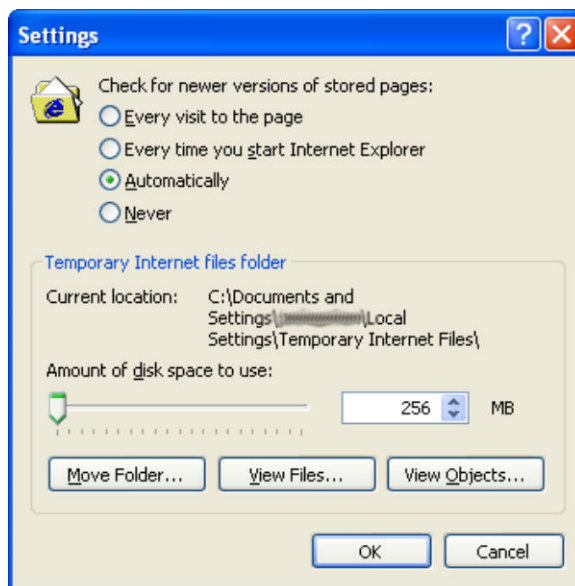 Settings
Check for newer versions of stored pages:
Every visit to the page
Every time you start Internet Explorer
Automatically
Never
Temporary Internet files folder
Current location: C:\Documents and
Settings\ \Local
Settings\Temporary Internet Files\
Amount of disk space to use:
256 MB
Move Folder... View Files... View Objects...
OK Cancel